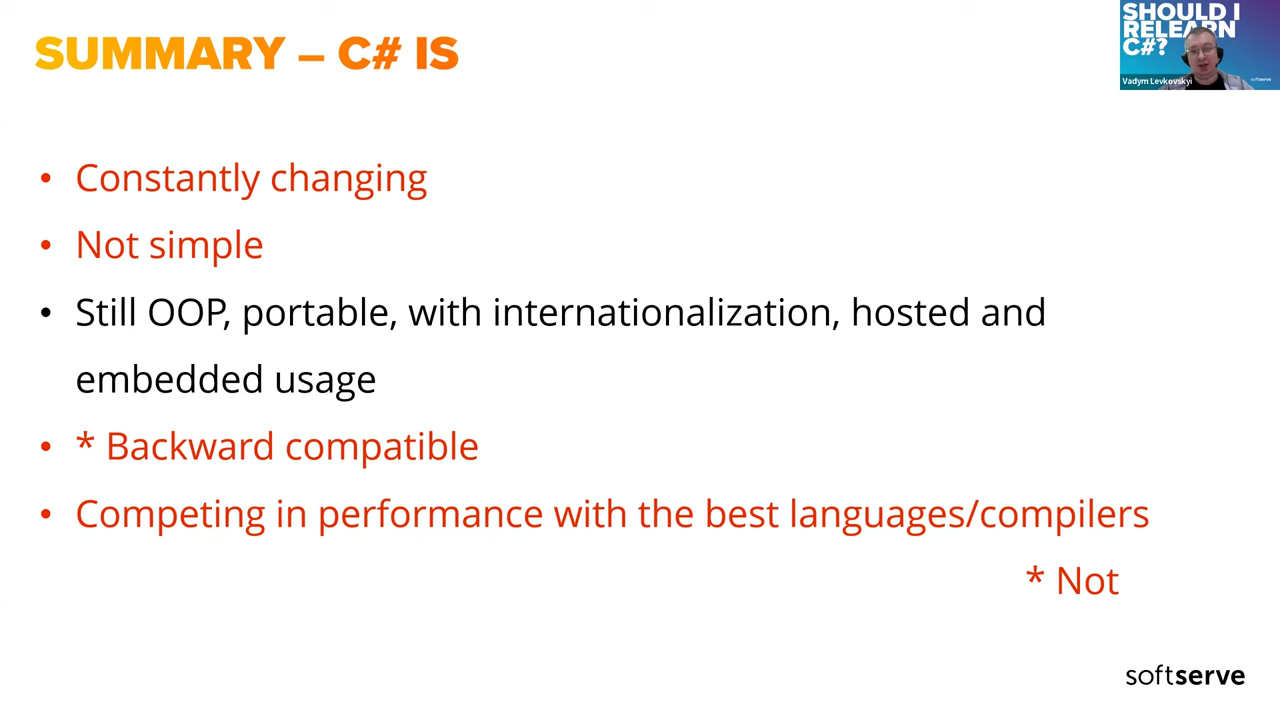 SUMMARY – C# IS
SHOULD I
RELEARN
C#?
Vadym Levkovskyi
softserve
• Constantly changing
• Not simple
• Still OOP, portable, with internationalization, hosted and
embedded usage
• * Backward compatible
• Competing in performance with the best languages/compilers
* Not
softserve